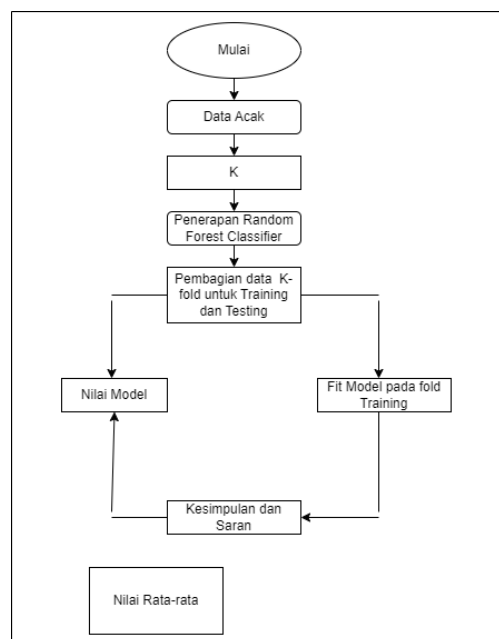 Mulai
Data Acak
K
Penerapan Random
Forest Classifier
Pembagian data K-
fold untuk Training
dan Testing
Nilai Model
Fit Model pada fold
Training
Kesimpulan dan
Saran
Nilai Rata-rata